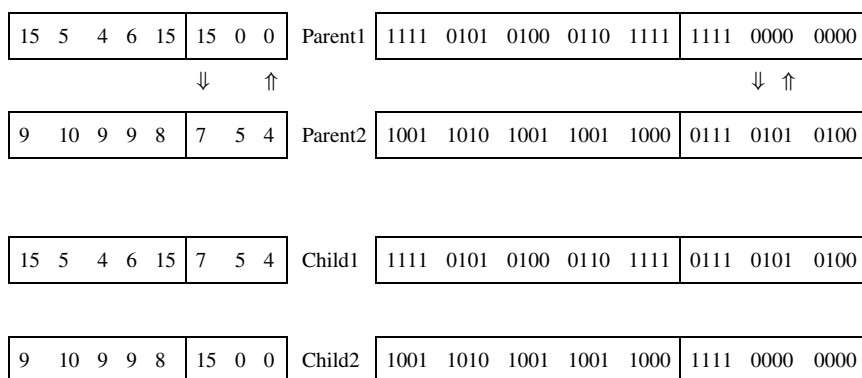 15 5 4 6 15 15 0 0 Parent1 1111 0101 0100 0110 1111 1111 0000 0000
⇓ ⇑ ⇓ ⇑
9 10 9 9 8 7 5 4 Parent2 1001 1010 1001 1001 1000 0111 0101 0100
15 5 4 6 15 7 5 4 Child1 1111 0101 0100 0110 1111 0111 0101 0100
9 10 9 9 8 15 0 0 Child2 1001 1010 1001 1001 1000 1111 0000 0000